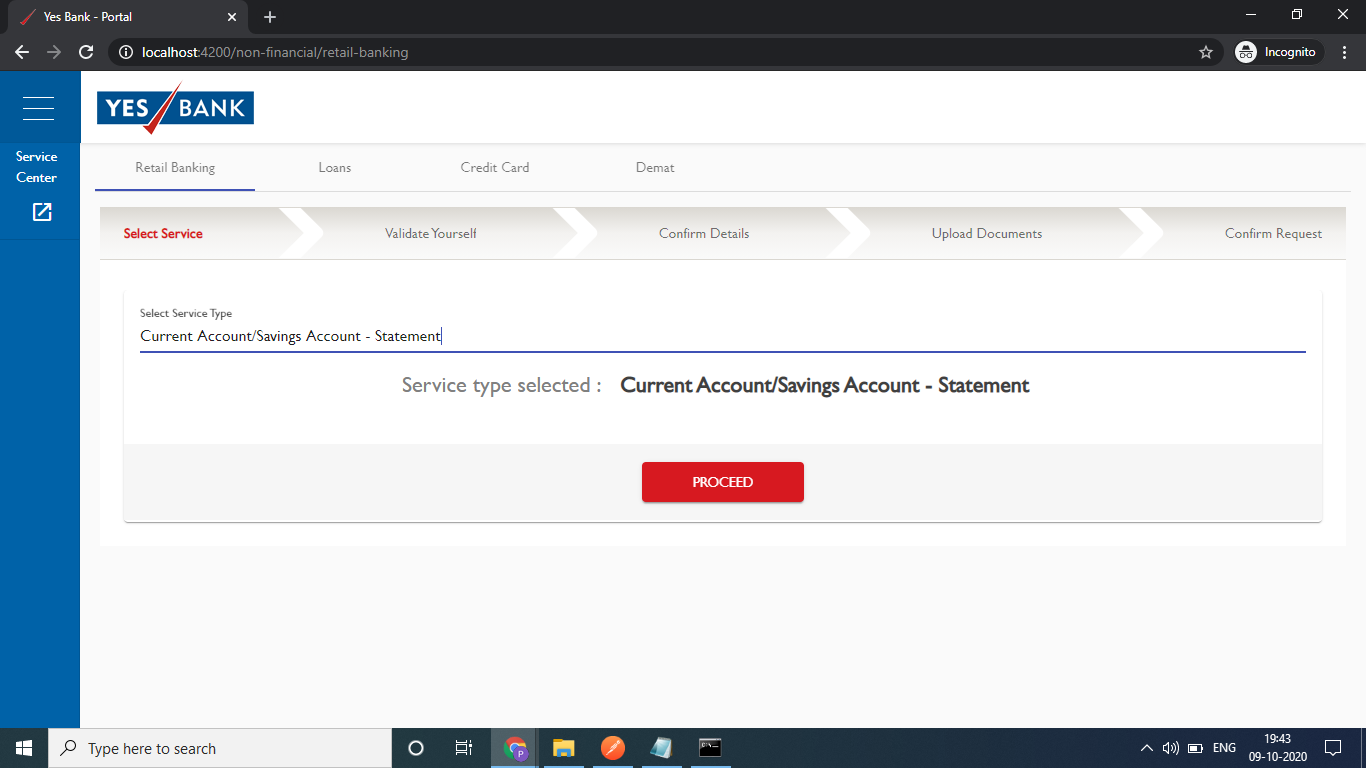 Yes Bank - Portal
localhost:4200/non-financial/retail-banking
Incognito
YES BANK
Service
Center
Retail Banking
Loans
Credit Card
Demat
Select Service
Validate Yourself
Confirm Details
Upload Documents
Confirm Request
Select Service Type
Current Account/Savings Account - Statement
Service type selected : Current Account/Savings Account - Statement
PROCEED
Type here to search
P
ENG
19:43
09-10-2020